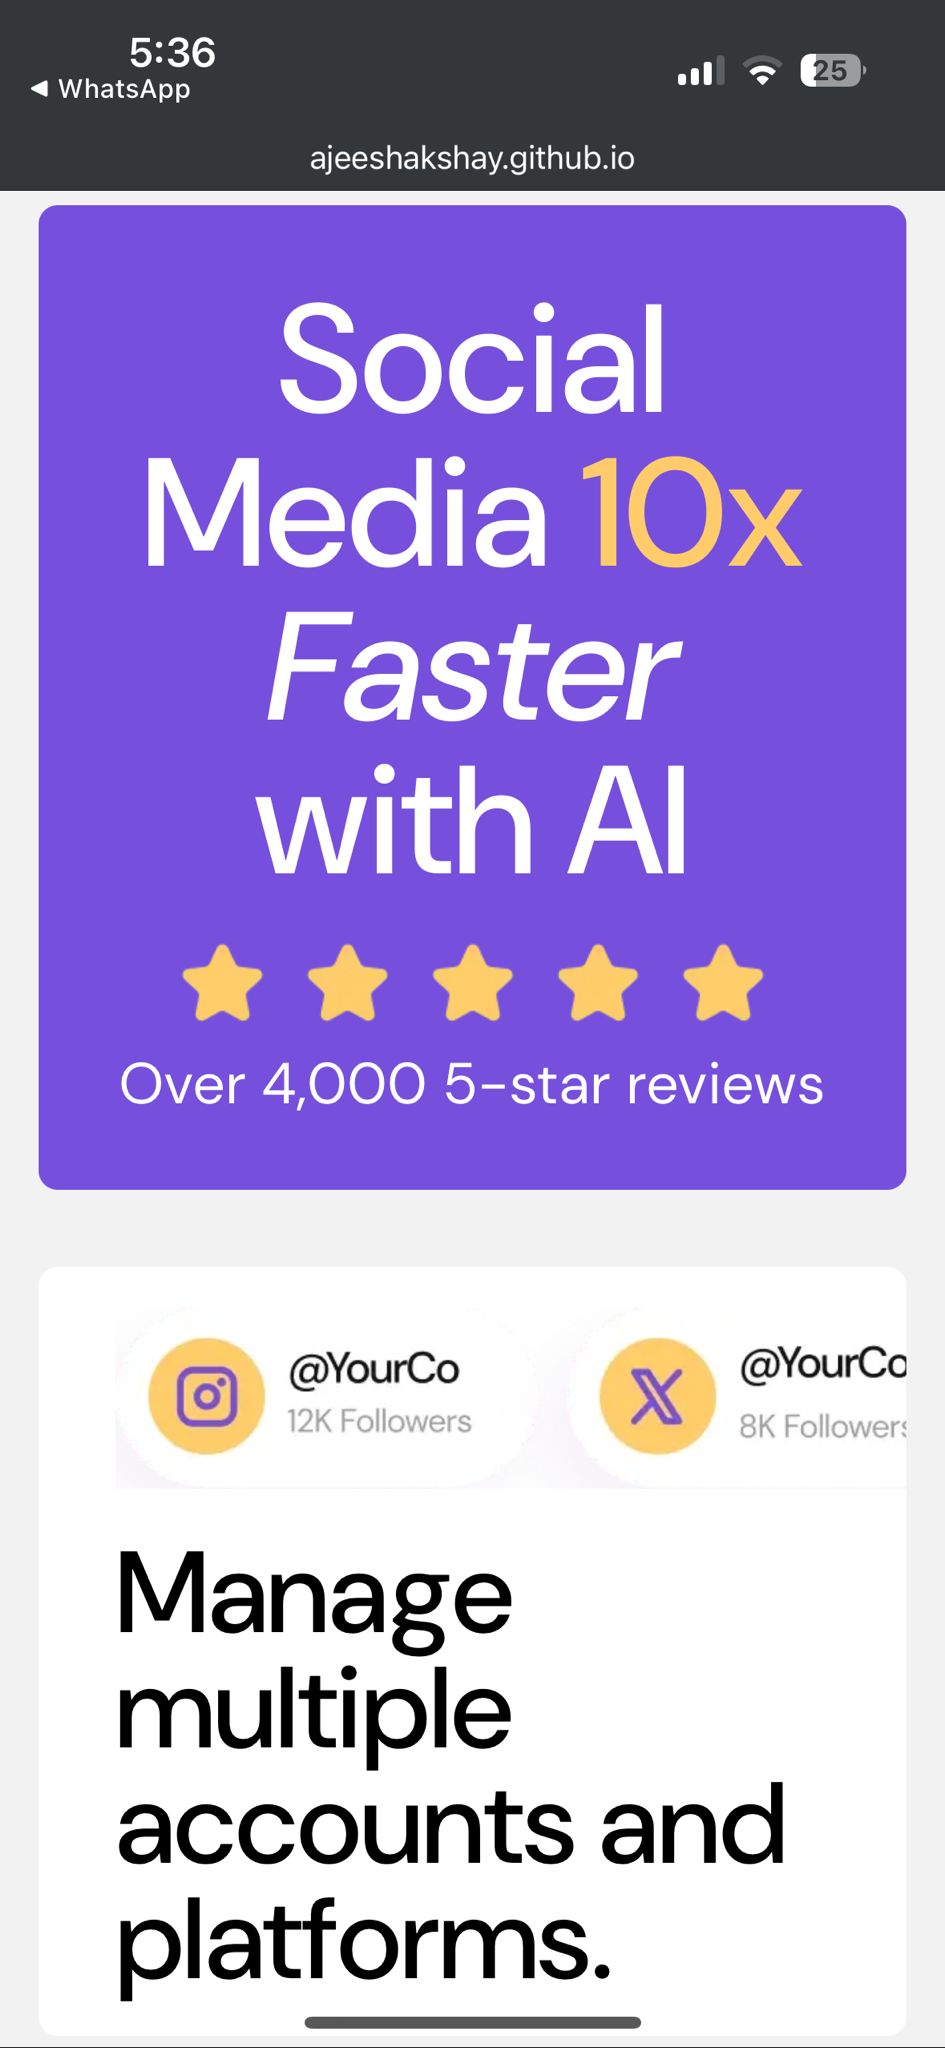 5:36
WhatsApp
25
ajeeshakshay.github.io
Social
Media 10x
Faster
with AI
Over 4,000 5-star reviews
@YourCo
12K Followers
@YourCo
8K Followers
Manage
multiple
accounts and
platforms.